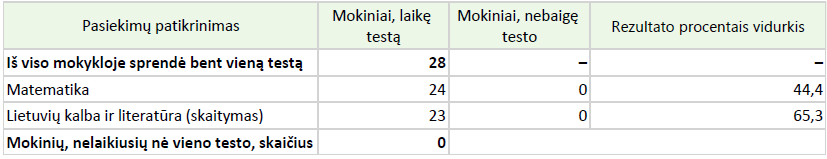 Pasiekimų patikrinimas
Mokiniai, laikę
testą
Mokiniai, nebaigę
testo
Rezultato procentais vidurkis
Iš viso mokykloje sprendė bent vieną testą 28 – –
Matematika 24 0 44,4
Lietuvių kalba ir literatūra (skaitymas) 23 0 65,3
Mokinių, nelaikiusių nė vieno testo, skaičius 0